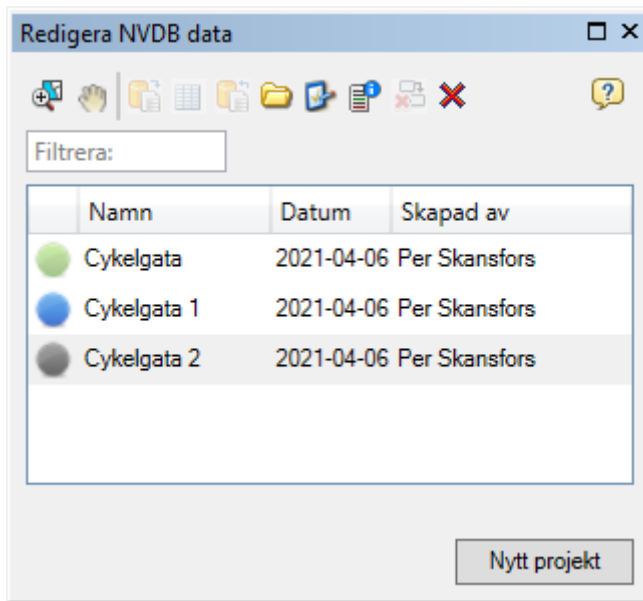 Redigera NVDB data
Filtrera:
Namn Datum Skapad av
Cykelgata 2021-04-06 Per Skansfors
Cykelgata 1 2021-04-06 Per Skansfors
Cykelgata 2 2021-04-06 Per Skansfors
Nytt projekt